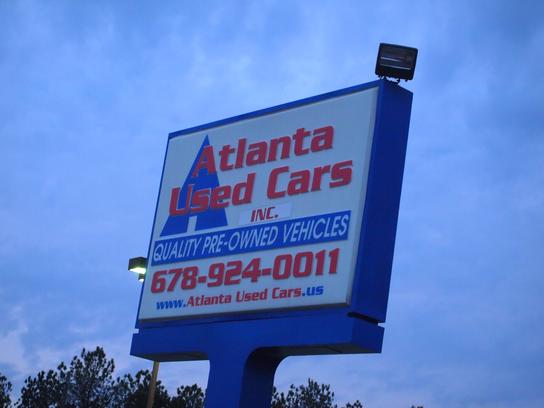 Atlanta
Used Cars
INC.
QUALITY PRE-OWNED VEHICLES
678-924-0011
www.Atlanta Used Cars.us